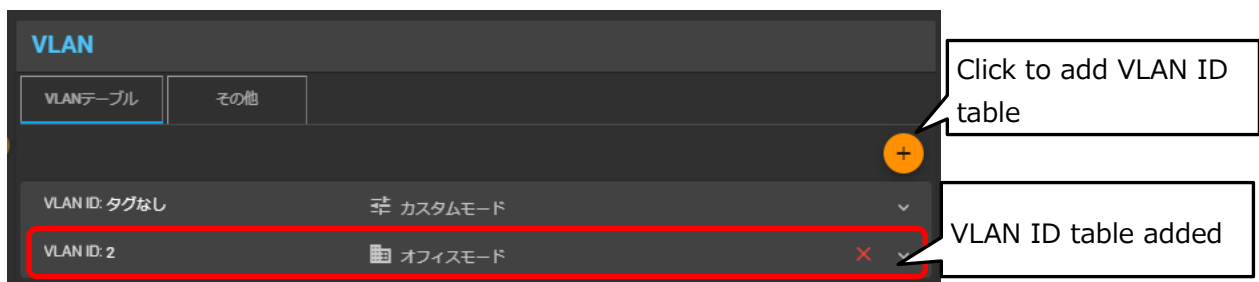 VLAN
VLANテーブル
その他
Click to add VLAN ID
table
+
VLAN ID: タグなし
カスタムモード
VLAN ID: 2
オフィスモード
VLAN ID table added